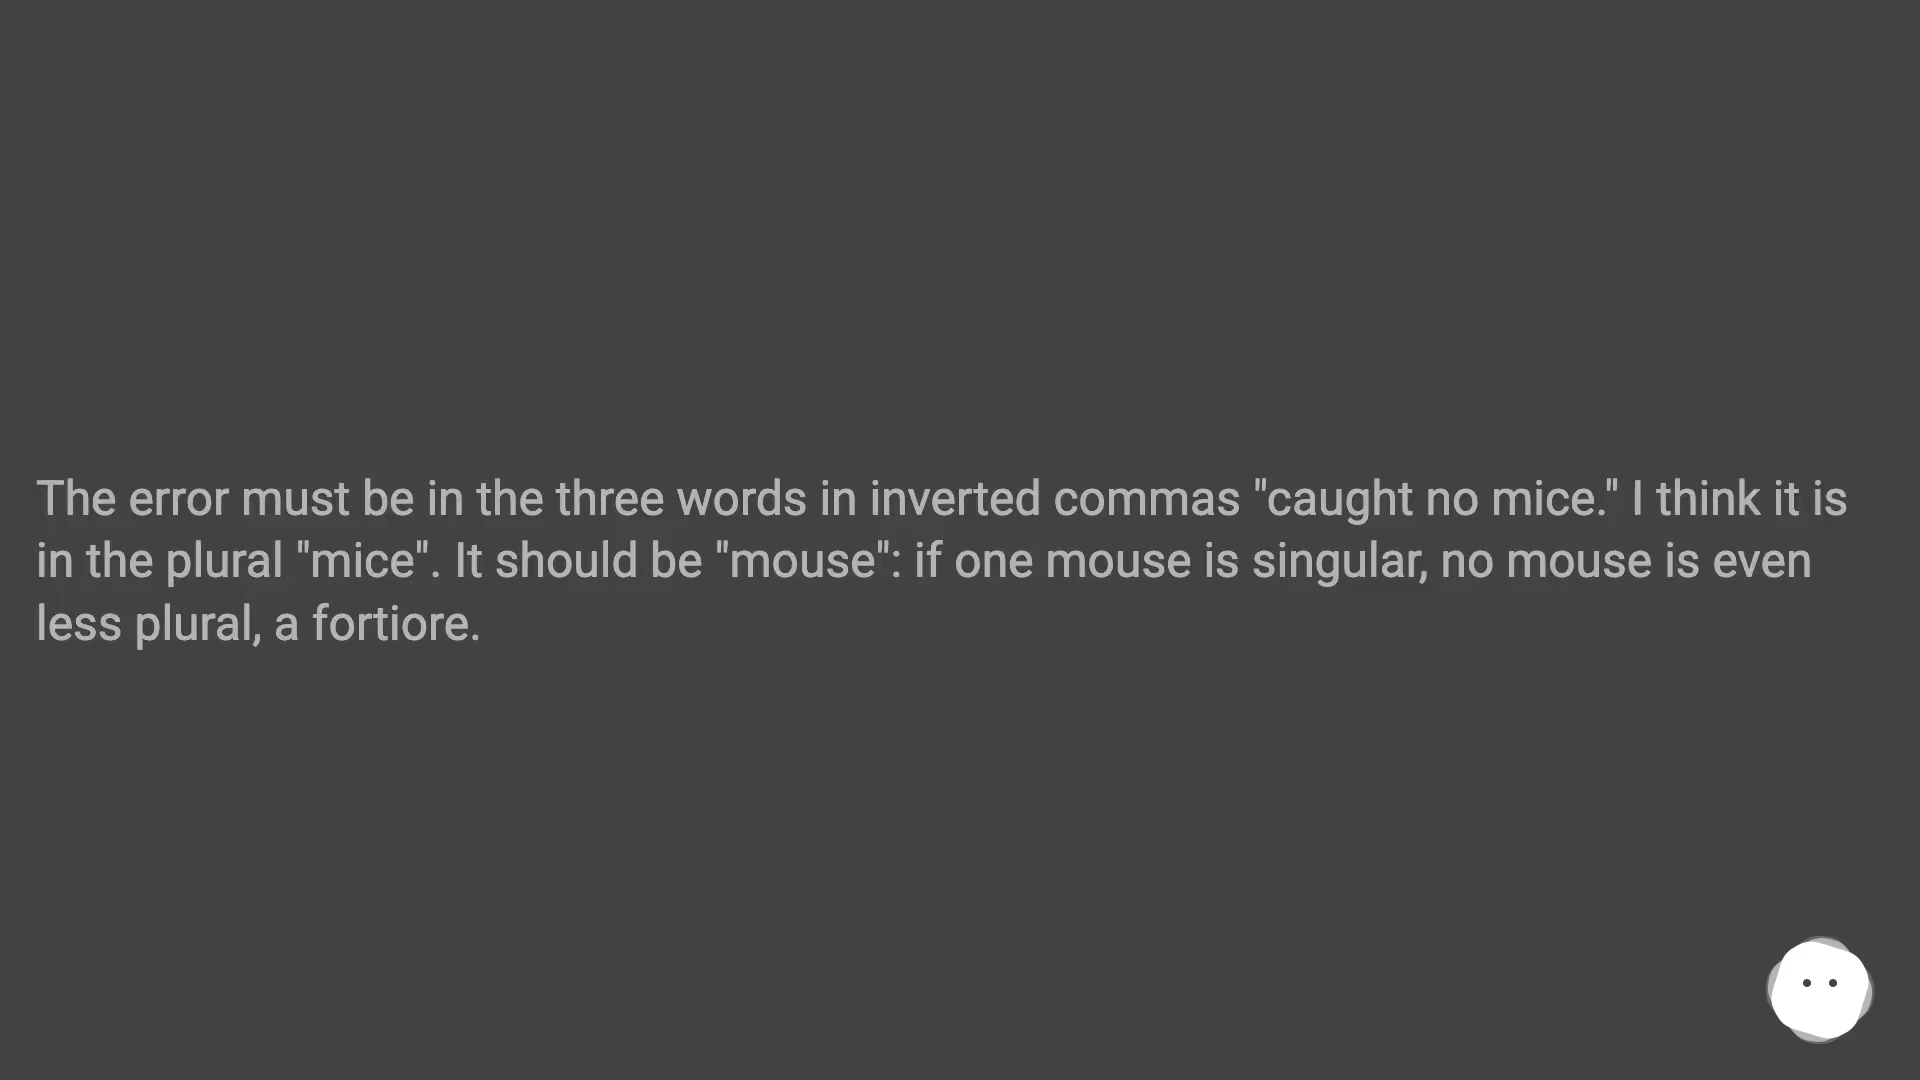 The error must be in the three words in inverted commas "caught no mice." I think it is
in the plural "mice". It should be "mouse": if one mouse is singular, no mouse is even
less plural, a fortiore.